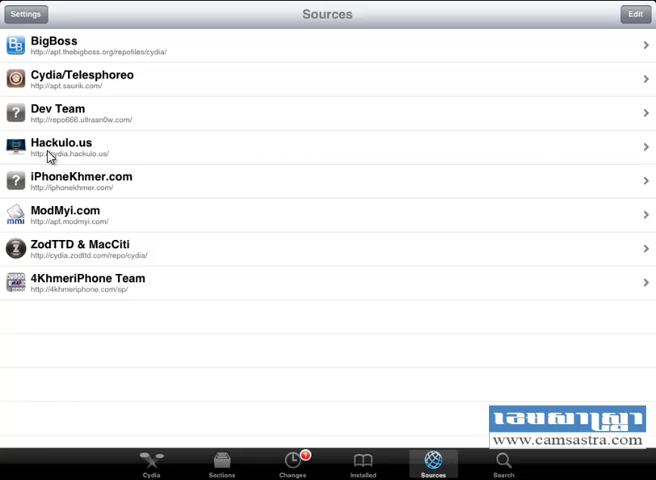 Settings
Sources
Edit
BigBoss
http://apt.thebigboss.org/repofiles/cydia/
Cydia/Telesphoreo
http://apt.saurik.com/
Dev Team
http://repo666.ultrasn0w.com/
Hackulo.us
http://cydia.hackulo.us/
iPhoneKhmer.com
http://iphonekhmer.com/
ModMyi.com
http://apt.modmyi.com/
ZodTTD & MacCiti
http://cydia.zodttd.com/repo/cydia/
4KhmeriPhone Team
http://4khmeriphone.com/sp/
www.camsastra.com
Cydia
Sections
Changes
Installed
Sources
Search